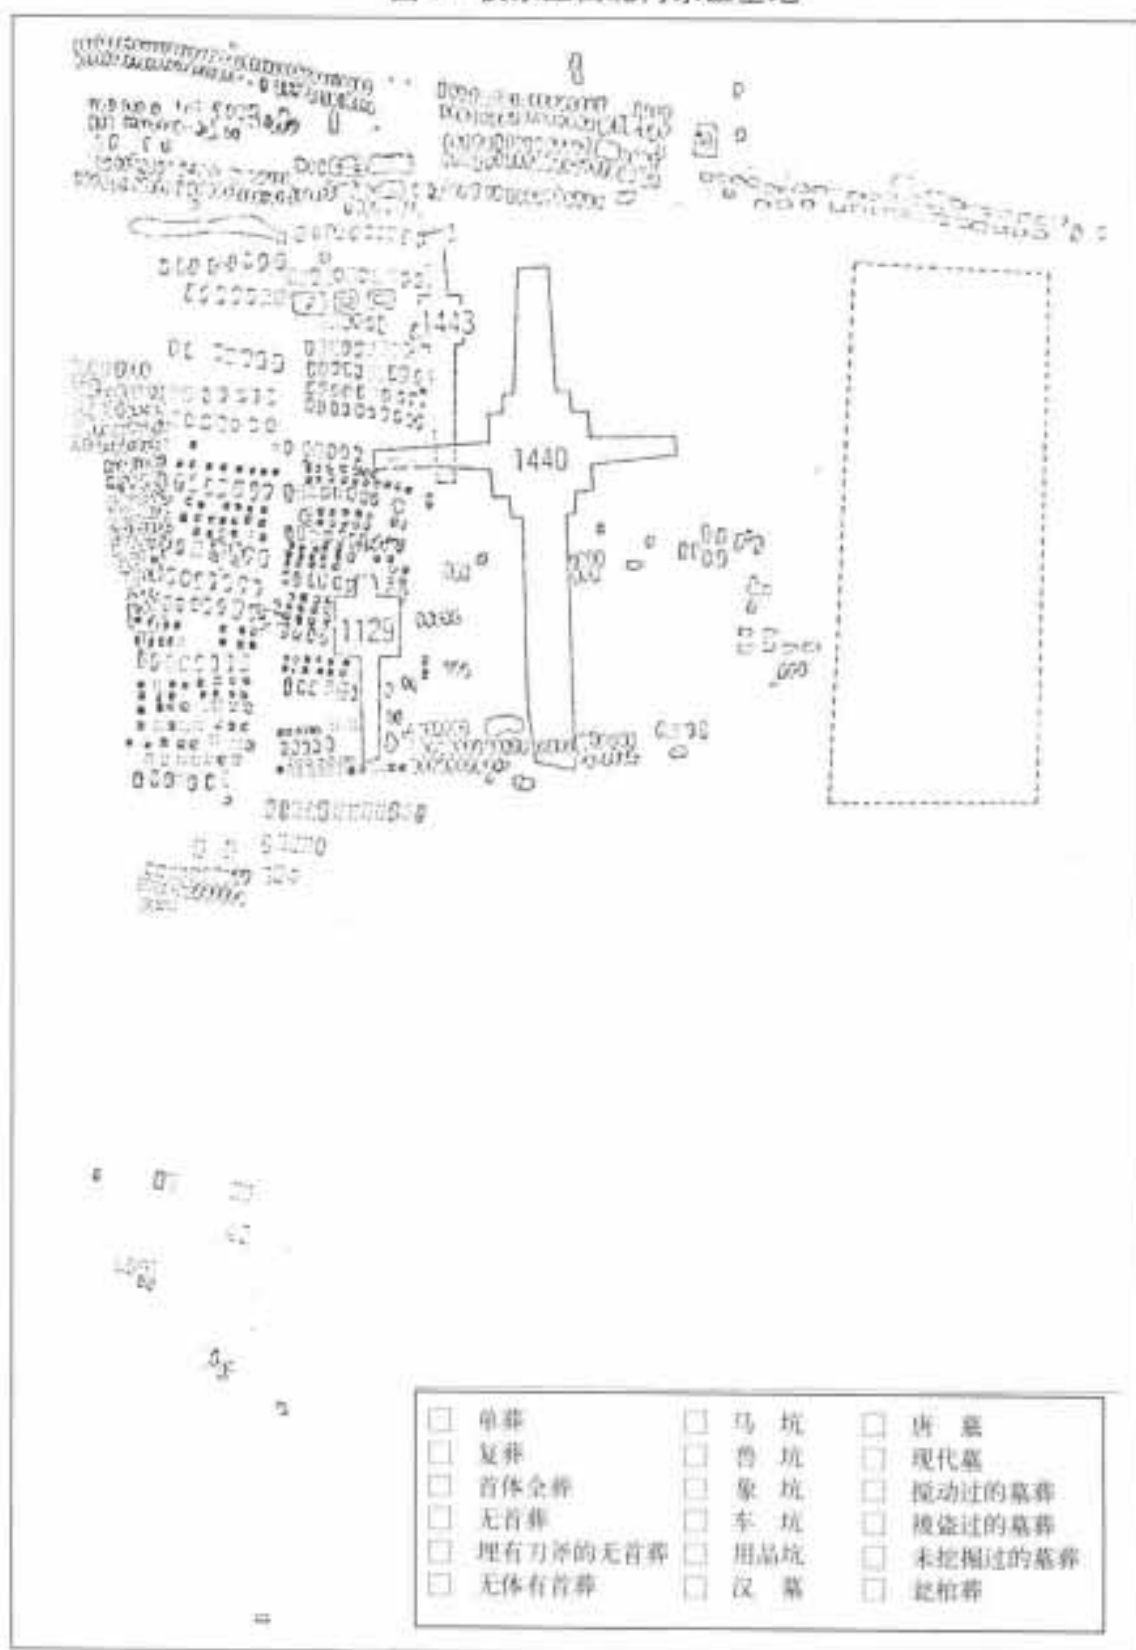 1443
1440
1129
单葬 马坑 唐墓
复葬 兽坑 现代墓
首体全葬 象坑 搅动过的墓葬
无首葬 车坑 被盗过的墓葬
埋有刀斧的无首葬 用品坑 未挖掘过的墓葬
无体有首葬 汉墓